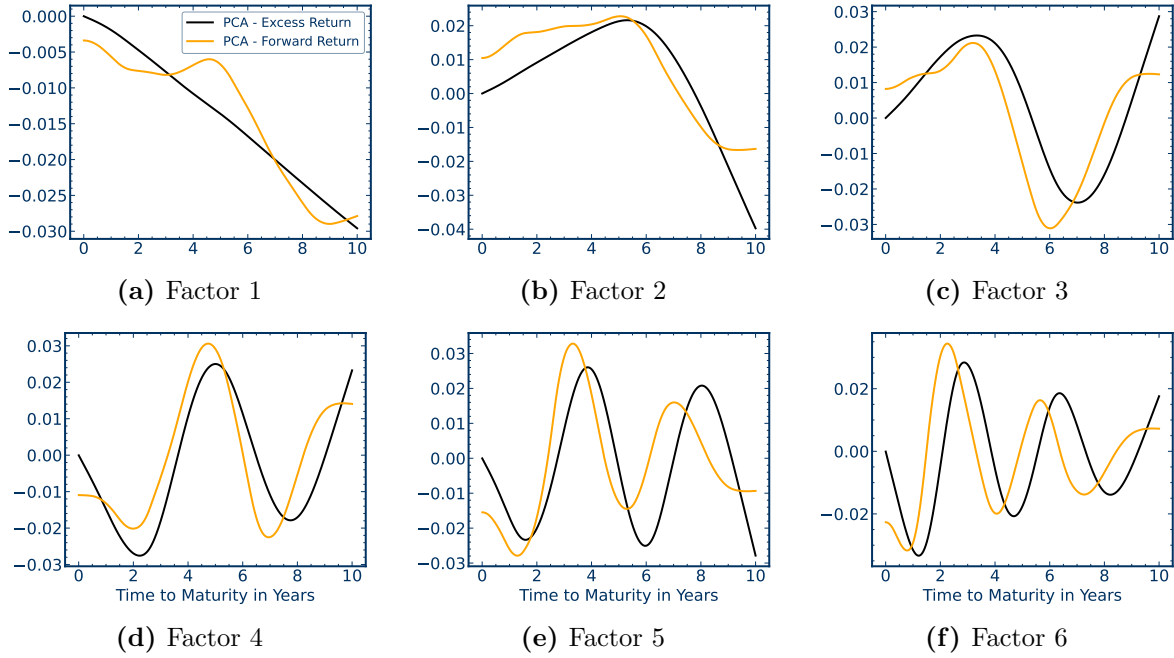 PCA - Excess Return
PCA - Forward Return
0.000
−0.005
−0.010
−0.015
−0.020
−0.025
−0.030
0 2 4 6 8 10
(a) Factor 1
0.02
0.01
0.00
−0.01
−0.02
−0.03
−0.04
0 2 4 6 8 10
(b) Factor 2
0.03
0.02
0.01
0.00
−0.01
−0.02
−0.03
0 2 4 6 8 10
(c) Factor 3
0.03
0.02
0.01
0.00
−0.01
−0.02
−0.03
0 2 4 6 8 10
Time to Maturity in Years
(d) Factor 4
0.03
0.02
0.01
0.00
−0.01
−0.02
−0.03
0 2 4 6 8 10
Time to Maturity in Years
(e) Factor 5
0.02
0.00
−0.02
0 2 4 6 8 10
Time to Maturity in Years
(f) Factor 6